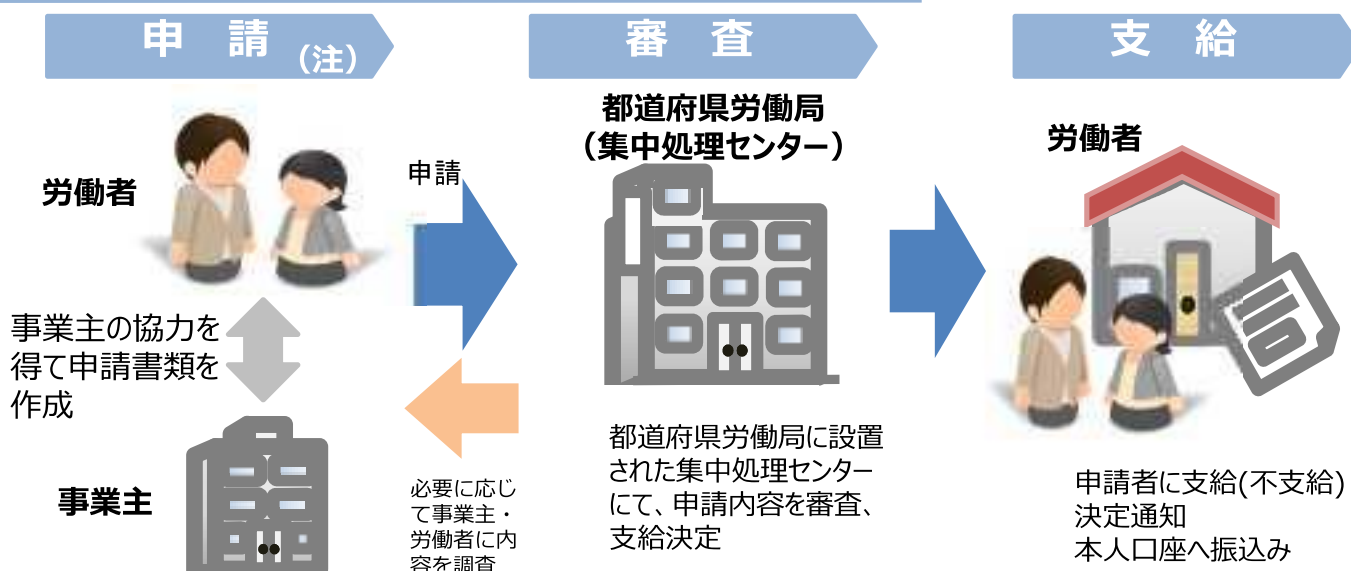 申 請 (注)
審 査
支 給
労働者
申請
事業主の協力を
得て申請書類を
作成
事業主
必要に応じ
て事業主・
労働者に内
容を調査
都道府県労働局
(集中処理センター)
都道府県労働局に設置
された集中処理センター
にて、申請内容を審査、
支給決定
労働者
申請者に支給(不支給)
決定通知
本人口座へ振込み